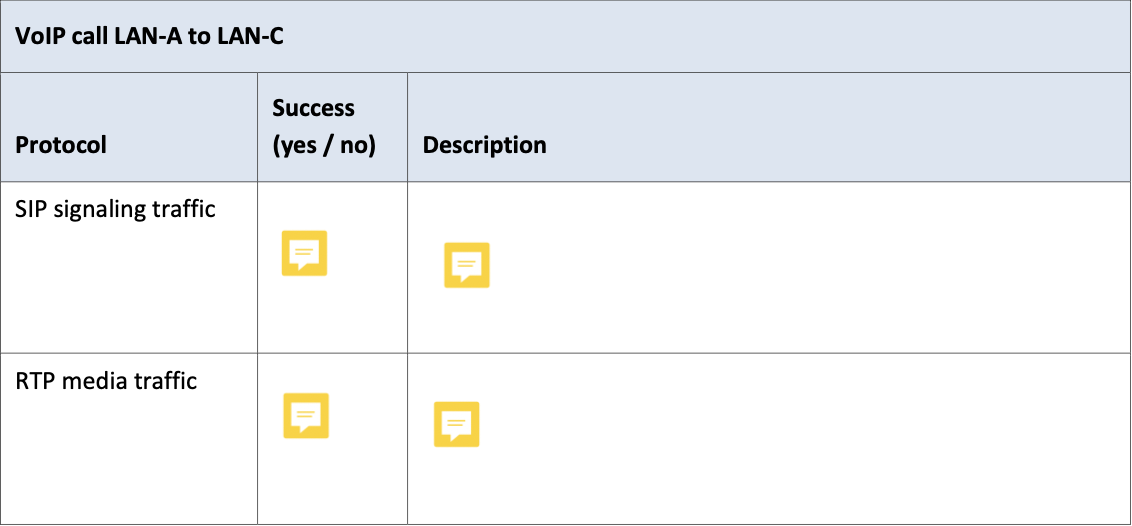 VoIP call LAN-A to LAN-C
Protocol
Success
(yes / no)
Description
SIP signaling traffic
RTP media traffic